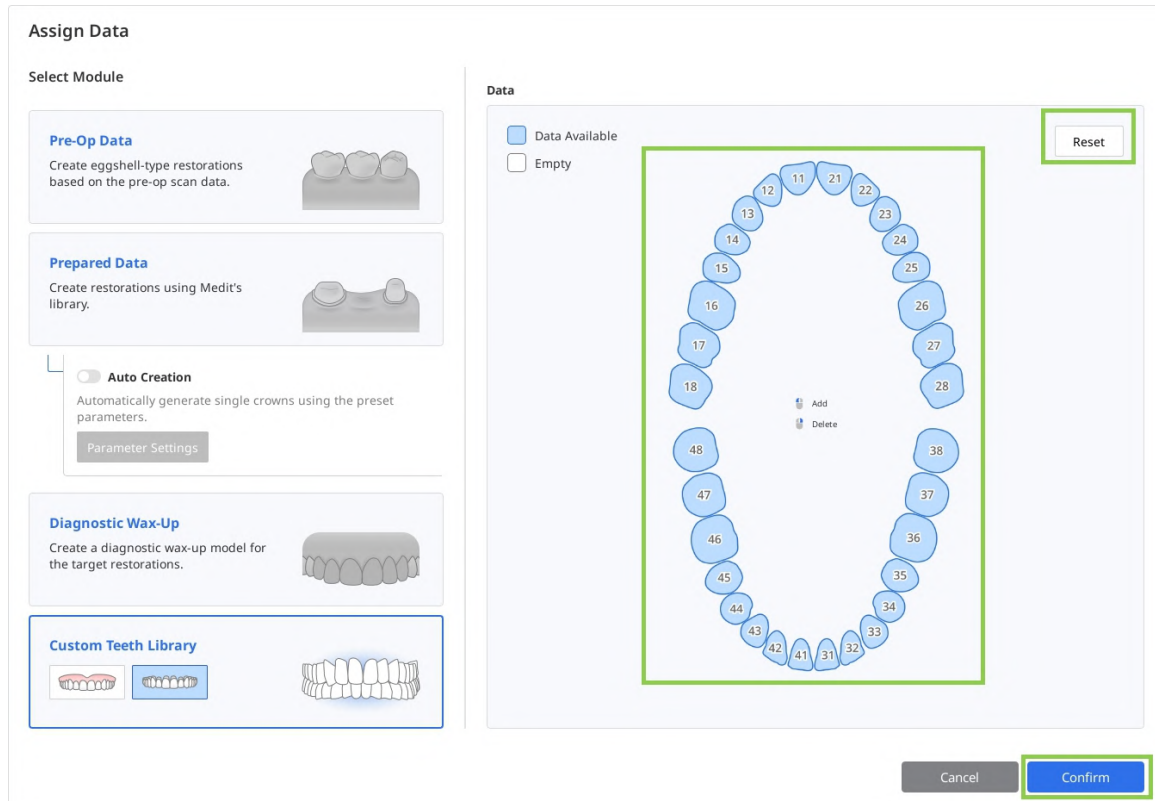 Assign Data
Select Module
Pre-Op Data
Create eggshell-type restorations
based on the pre-op scan data.
Prepared Data
Create restorations using Medit's
library.
Auto Creation
Automatically generate single crowns using the preset
parameters.
Parameter Settings
Diagnostic Wax-Up
Create a diagnostic wax-up model for
the target restorations.
Custom Teeth Library
Data
Data Available
Empty
Reset
11 21
12 22
13 23
14 24
15 25
16 26
17 27
18 28
Add
Delete
48 38
47 37
46 36
45 35
44 34
43 33
42 41 31 32
Cancel
Confirm